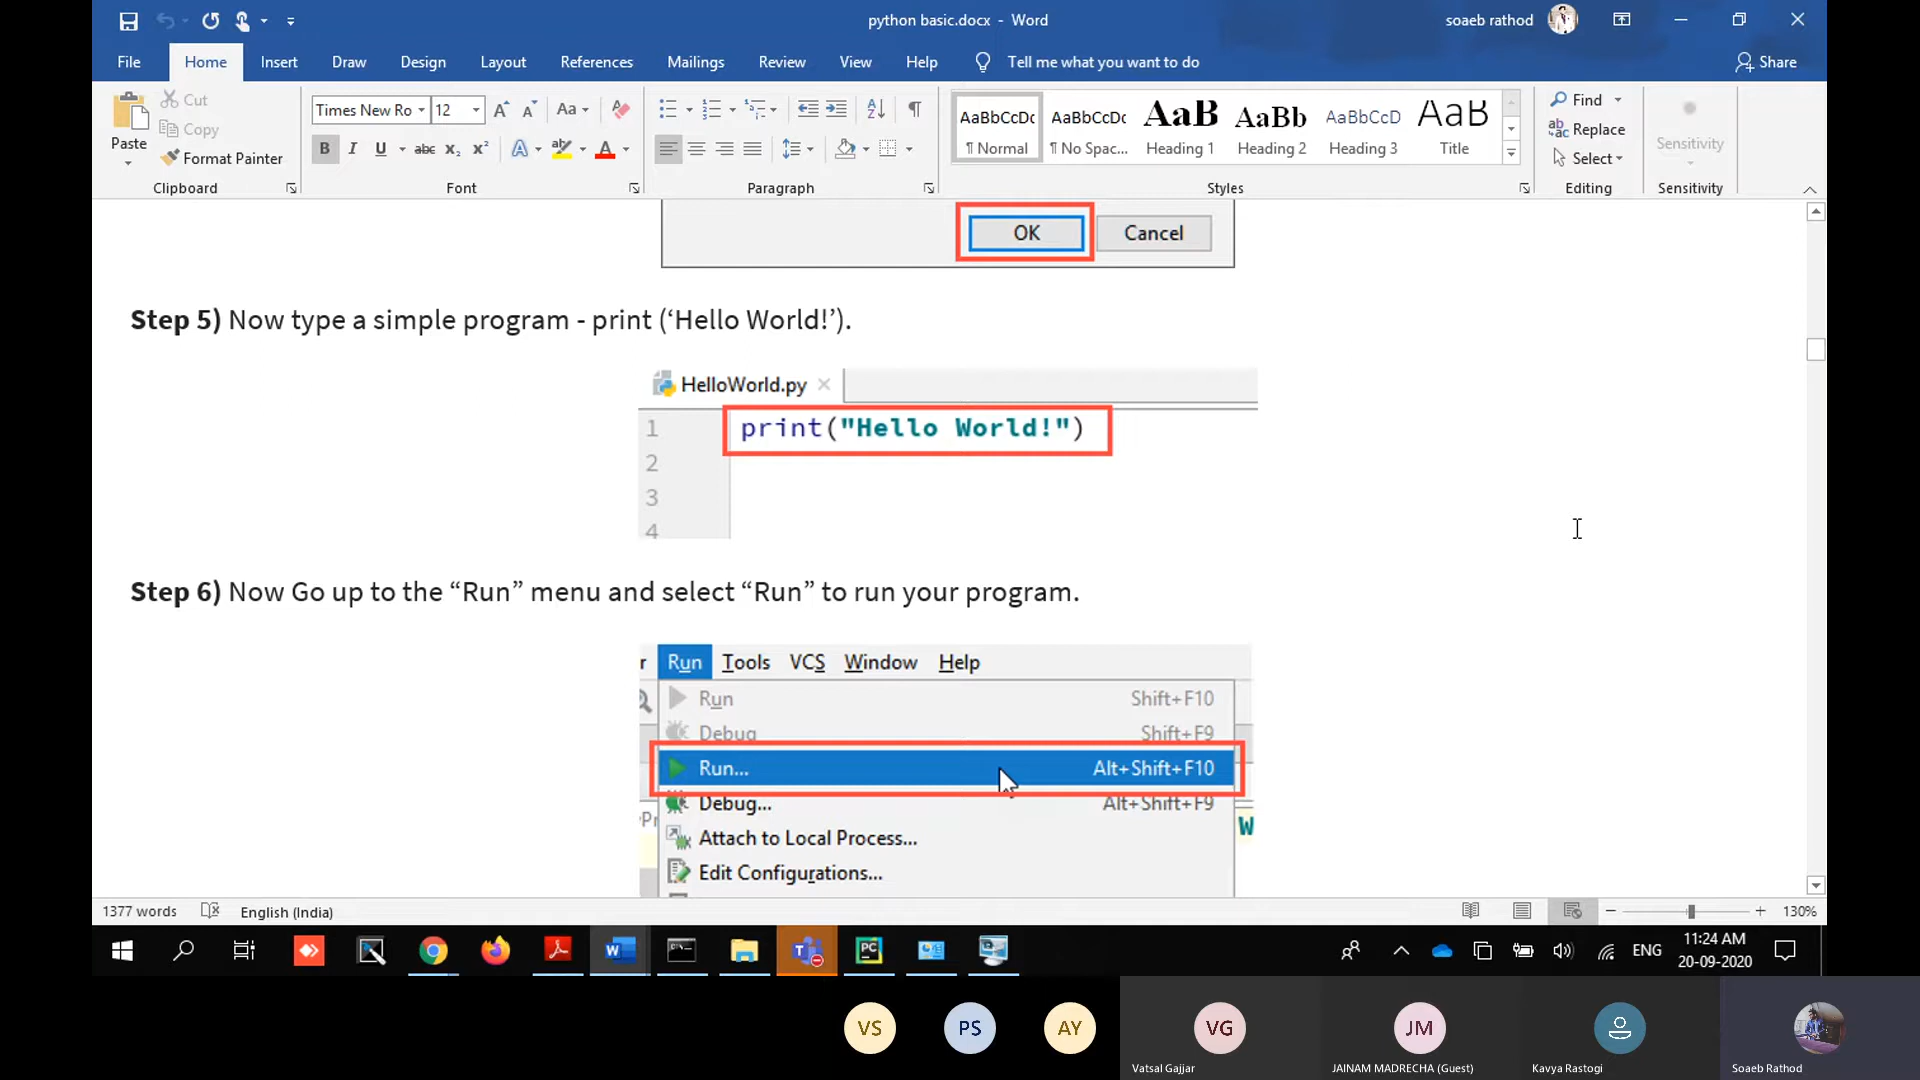 python basic.docx - Word
soaeb rathod
File
Home
Insert
Draw
Design
Layout
References
Mailings
Review
View
Help
Tell me what you want to do
Share
Paste
Cut
Copy
Format Painter
Clipboard
Times New Ro
12
Aa
B I U abc x₂ x²
A
Font
Paragraph
AaBbCcDc
¶ Normal
AaBbCcDc
¶ No Spac...
AaB
Heading 1
AaBb
Heading 2
AaBbCcD
Heading 3
AaB
Title
Styles
Find
Replace
Select
Editing
Sensitivity
Sensitivity
OK
Cancel
Step 5) Now type a simple program - print (‘Hello World!’).
HelloWorld.py
1 print("Hello World!")
2
3
4
Step 6) Now Go up to the “Run” menu and select “Run” to run your program.
r Run Tools VCS Window Help
Run Shift+F10
Debug Shift+F9
Run... Alt+Shift+F10
Debug... Alt+Shift+F9
Attach to Local Process...
Edit Configurations...
W
1377 words
English (India)
130%
ENG
11:24 AM
20-09-2020
VS
PS
AY
VG
Vatsal Gajjar
JM
JAINAM MADRECHA (Guest)
Kavya Rastogi
Soaeb Rathod